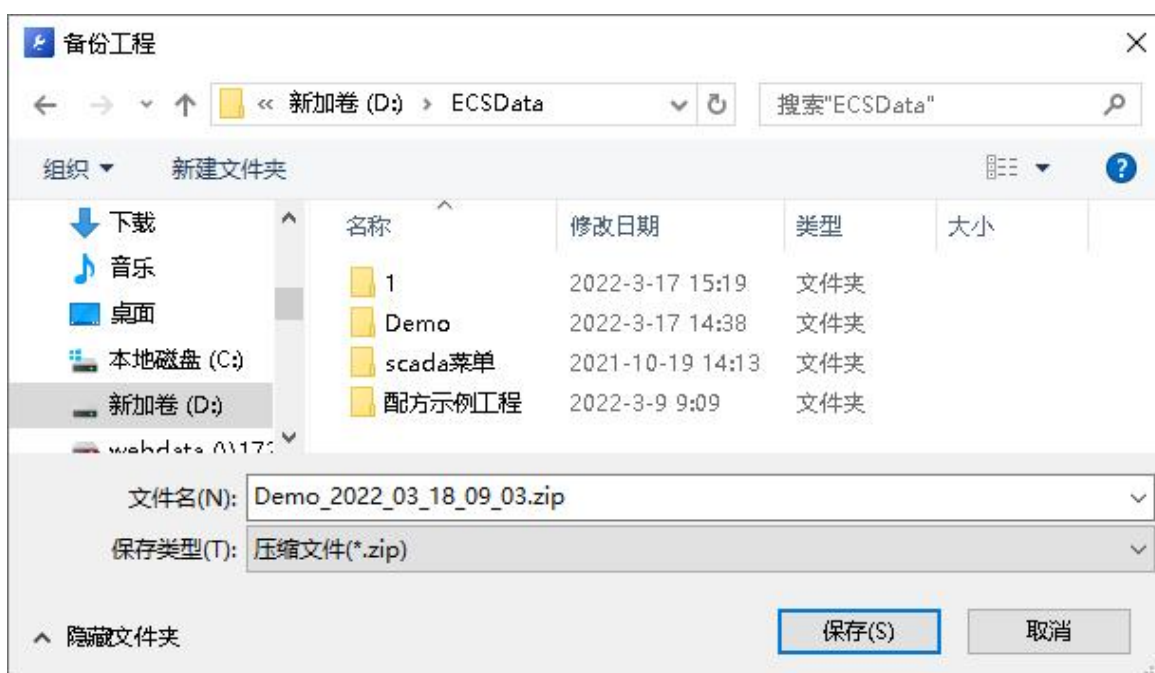 备份工程
« 新加卷 (D:) › ECSData 搜索"ECSData"
组织 新建文件夹
名称 修改日期 类型 大小
下载
音乐
桌面
本地磁盘 (C:)
新加卷 (D:)
1 2022-3-17 15:19 文件夹
Demo 2022-3-17 14:38 文件夹
scada菜单 2021-10-19 14:13 文件夹
配方示例工程 2022-3-9 9:09 文件夹
文件名(N): Demo_2022_03_18_09_03.zip
保存类型(T): 压缩文件(*.zip)
隐藏文件夹 保存(S) 取消